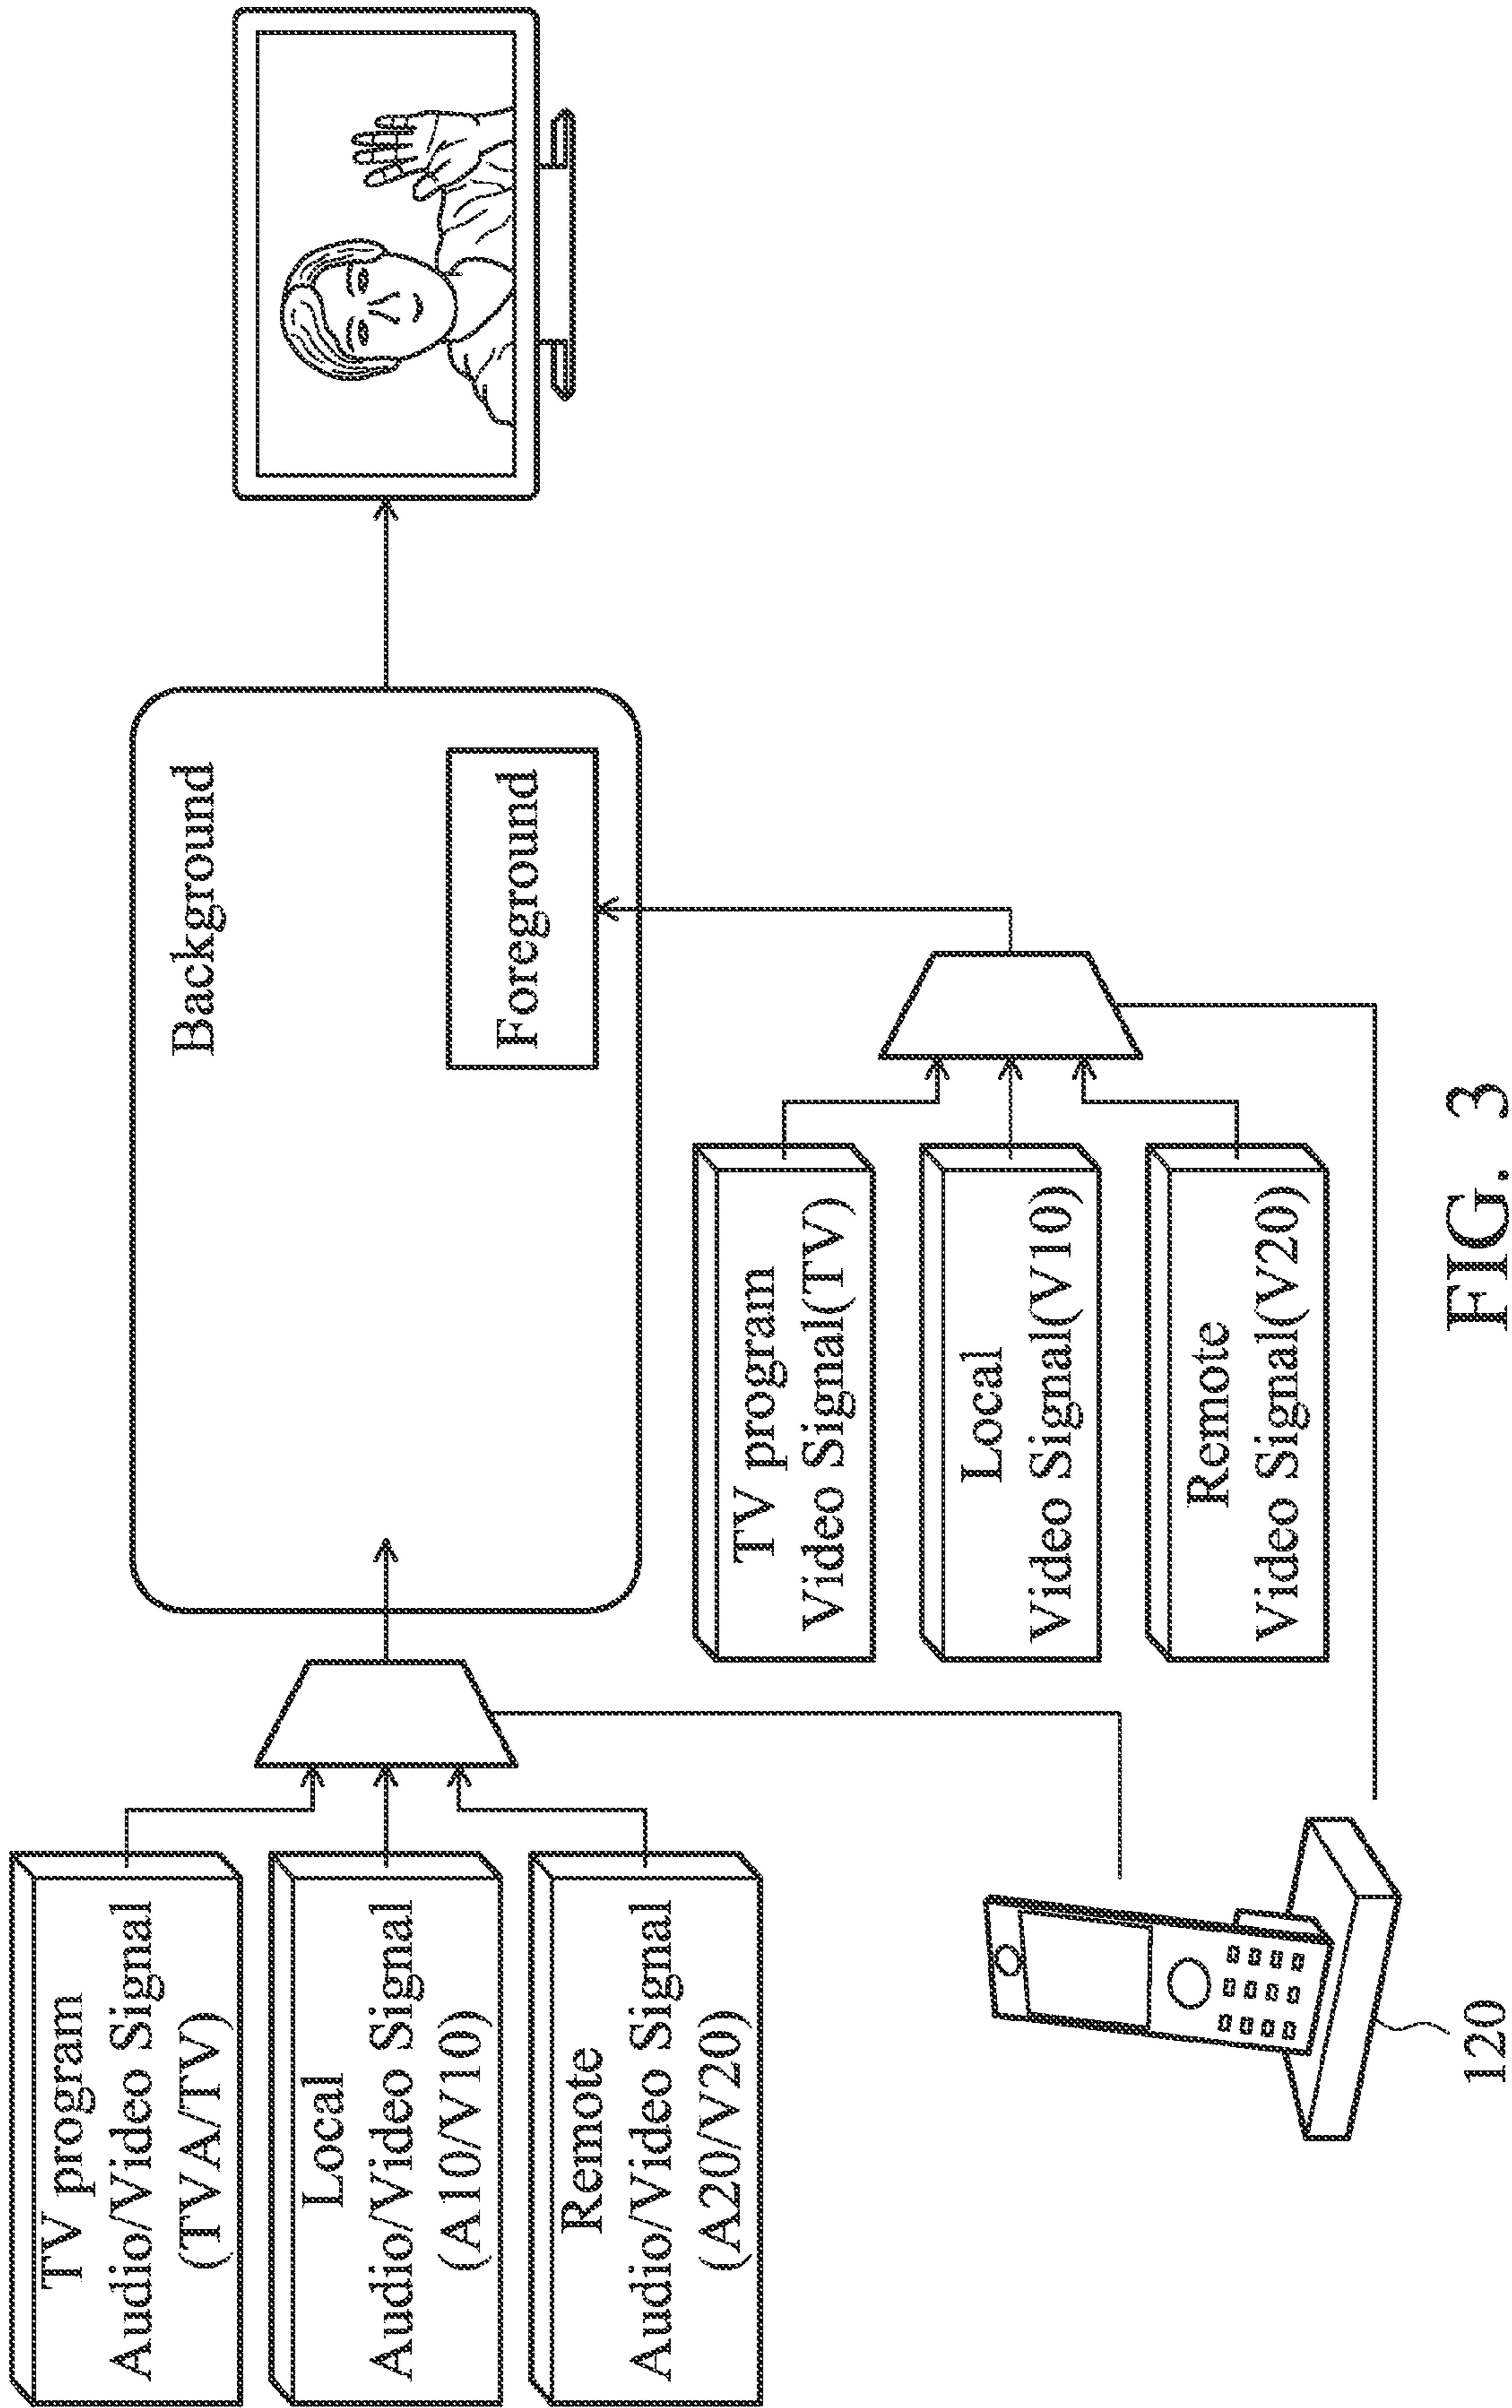 TV program
Audio/Video Signal
(TVA/TV)
Local
Audio/Video Signal
(A10/V10)
Remote
Audio/Video Signal
(A20/V20)
Background
Foreground
TV program
Video Signal(TV)
Local
Video Signal(V10)
Remote
Video Signal(V20)
120
FIG. 3